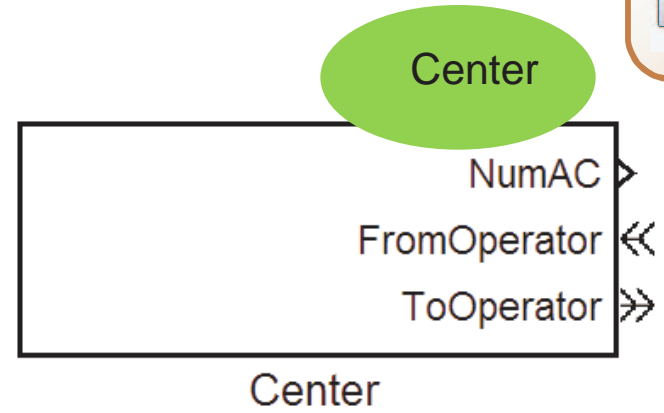 Center
NumAC
FromOperator
ToOperator
Center